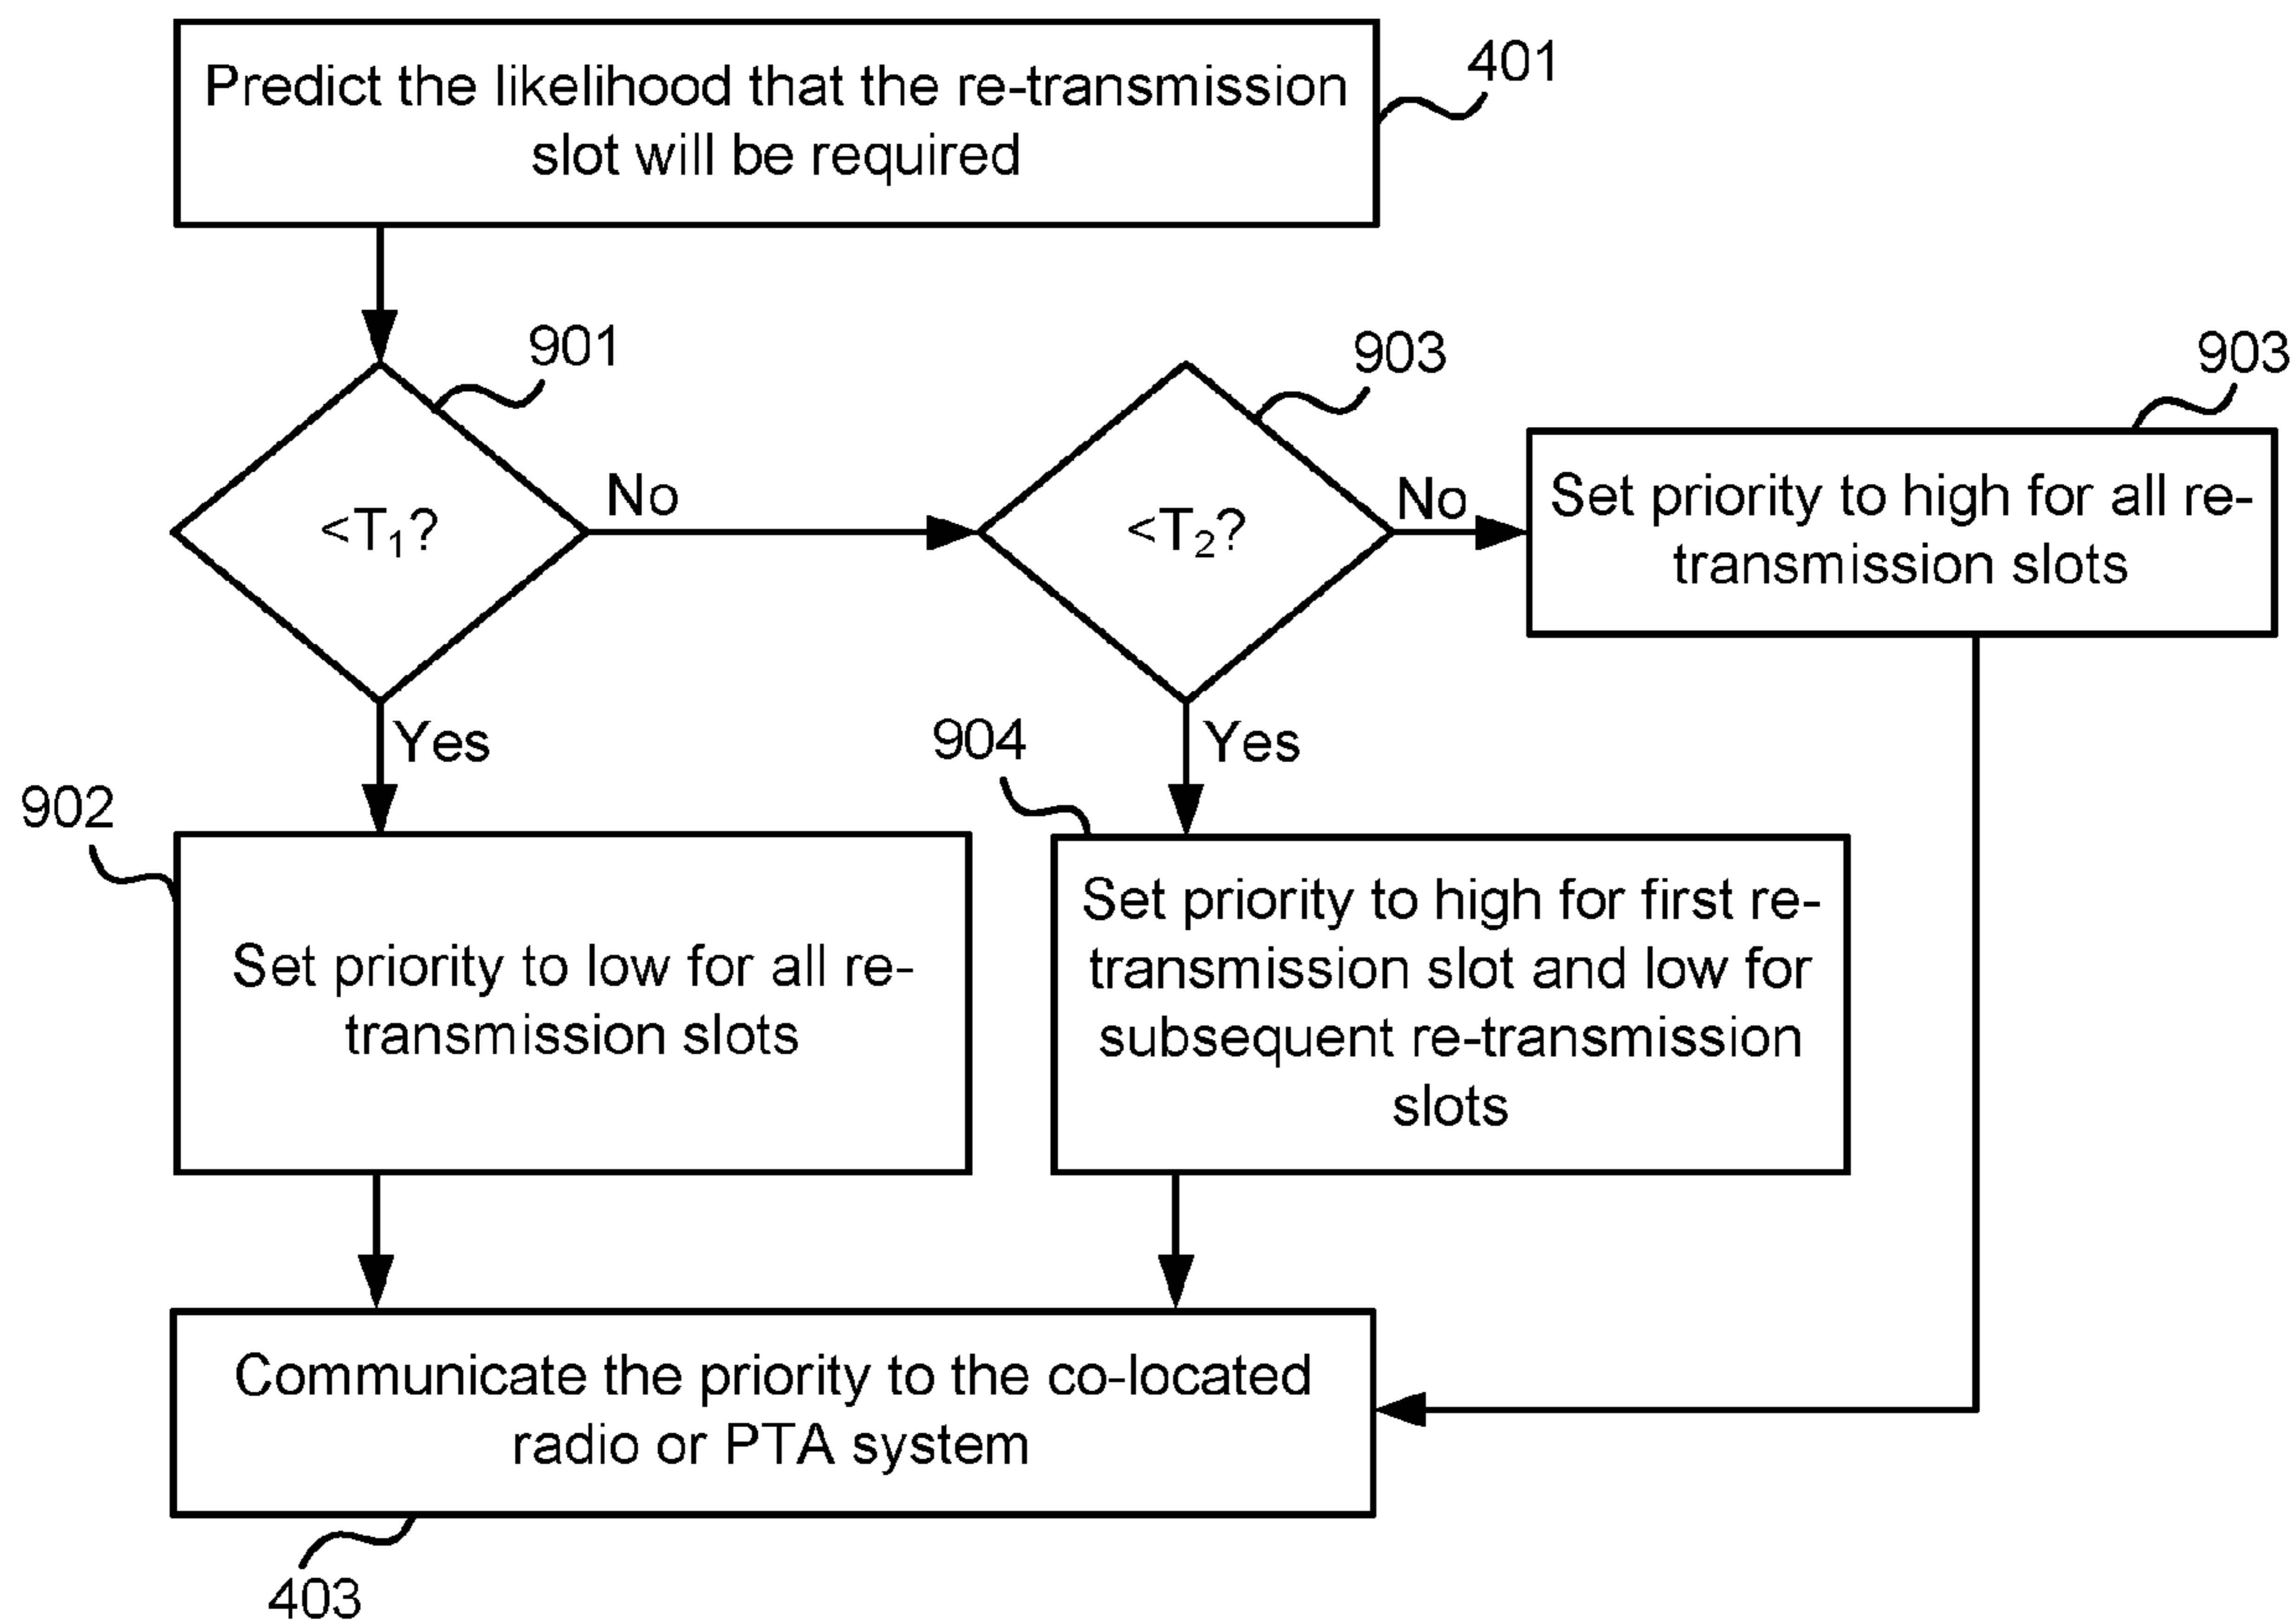 Predict the likelihood that the re-transmission
slot will be required
401
901
903
903
<T₁?
No
<T₂?
No
Set priority to high for all re-
transmission slots
Yes
Yes
902
904
Set priority to low for all re-
transmission slots
Set priority to high for first re-
transmission slot and low for
subsequent re-transmission
slots
Communicate the priority to the co-located
radio or PTA system
403